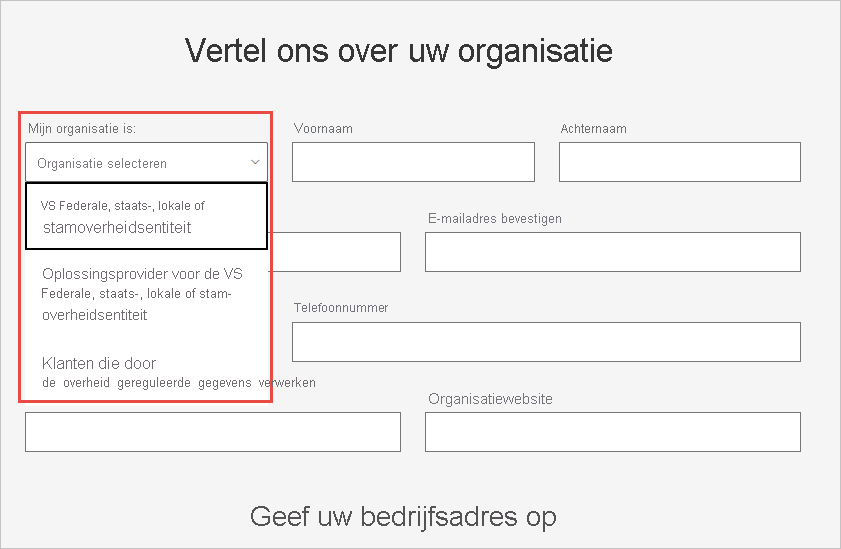 Vertel ons over uw organisatie
Mijn organisatie is:
Voornaam
Achternaam
Organisatie selecteren
VS Federale, staats-, lokale of
stamoverheidsentiteit
E-mailadres bevestigen
Oplossingsprovider voor de VS
Federale, staats-, lokale of stam-
overheidsentiteit
Telefoonnummer
Klanten die door
de overheid gereguleerde gegevens verwerken
Organisatiewebsite
Geef uw bedrijfsadres op